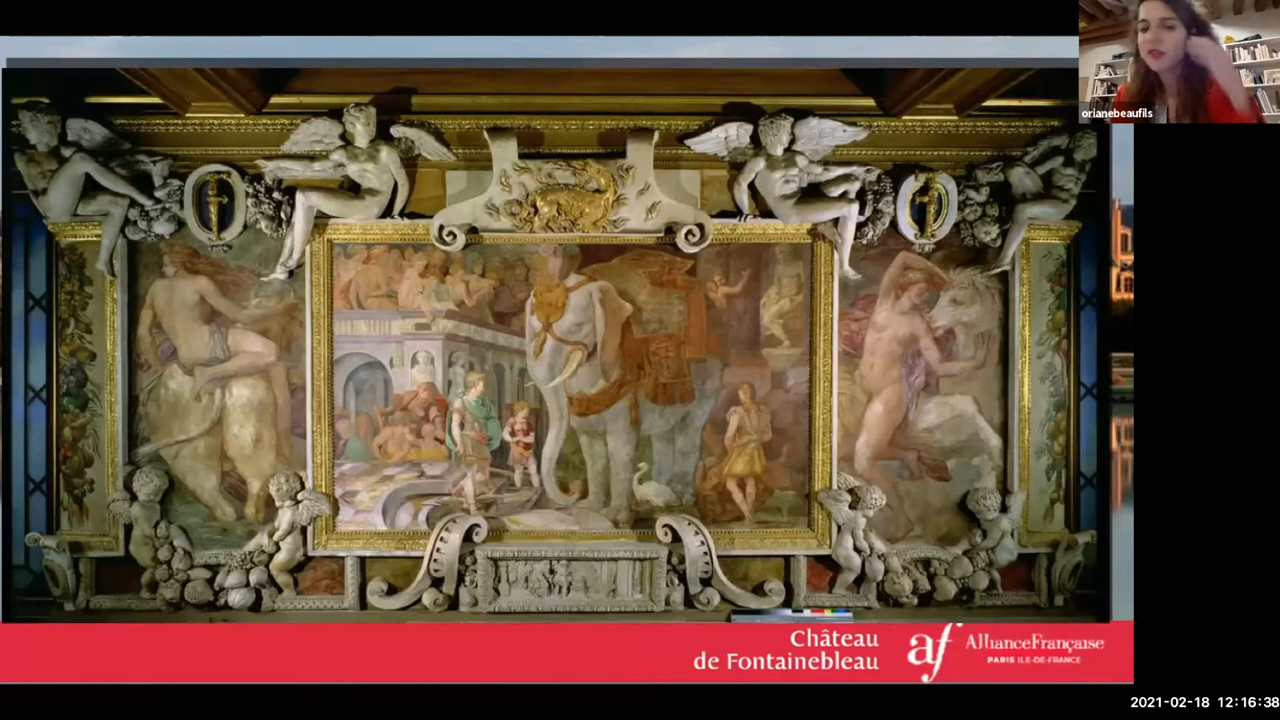 orianebeaufils
Château
de Fontainebleau
af AllianceFrançaise
PARIS ILE-DE-FRANCE
2021-02-18 12:16:38